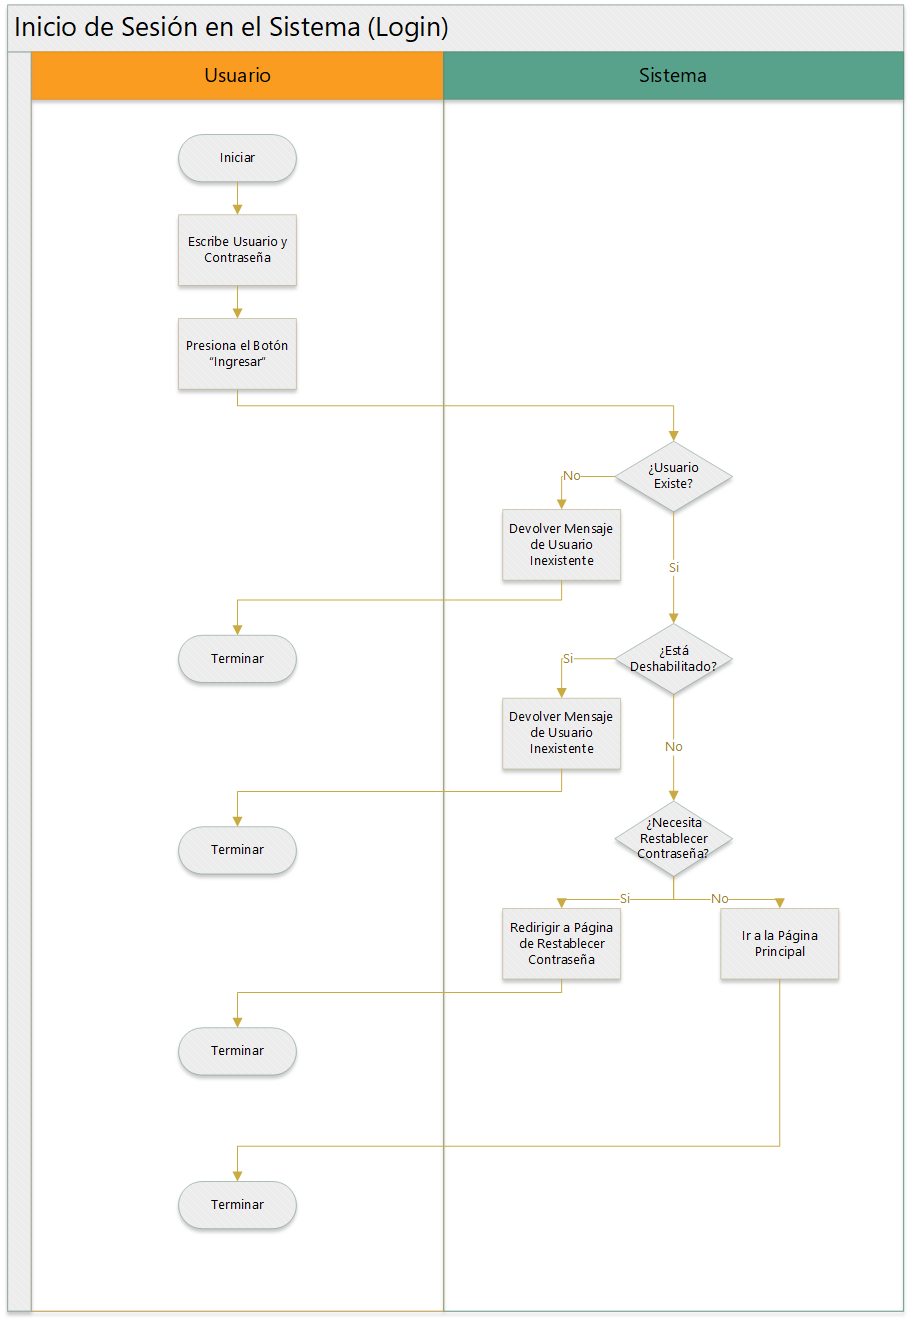 Inicio de Sesión en el Sistema (Login)
Usuario
Sistema
Iniciar
Escribe Usuario y
Contraseña
Presiona el Botón
“Ingresar”
¿Usuario
Existe?
No
Devolver Mensaje
de Usuario
Inexistente
Si
Terminar
¿Está
Deshabilitado?
Si
Devolver Mensaje
de Usuario
Inexistente
No
Terminar
¿Necesita
Restablecer
Contraseña?
Si
No
Redirigir a Página
de Restablecer
Contraseña
Ir a la Página
Principal
Terminar
Terminar